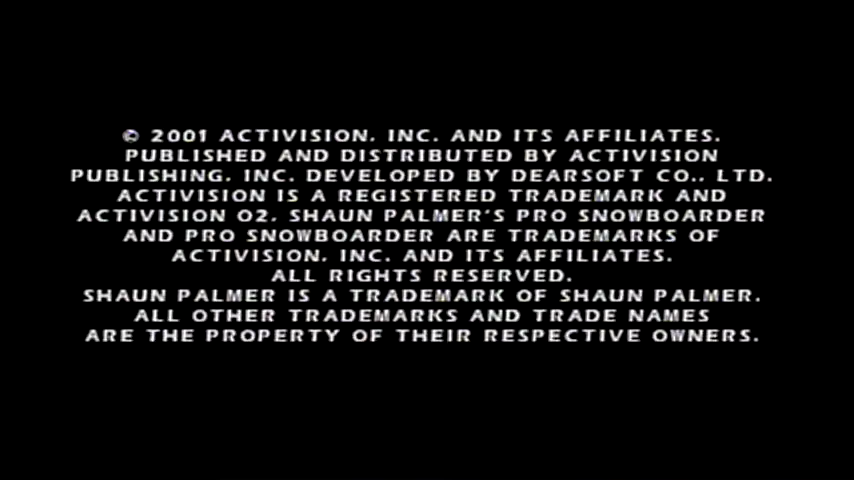 © 2001 ACTIVISION, INC. AND ITS AFFILIATES.
PUBLISHED AND DISTRIBUTED BY ACTIVISION
PUBLISHING, INC. DEVELOPED BY DEARSOFT CO., LTD.
ACTIVISION IS A REGISTERED TRADEMARK AND
ACTIVISION O2, SHAUN PALMER'S PRO SNOWBOARDER
AND PRO SNOWBOARDER ARE TRADEMARKS OF
ACTIVISION, INC. AND ITS AFFILIATES.
ALL RIGHTS RESERVED.
SHAUN PALMER IS A TRADEMARK OF SHAUN PALMER.
ALL OTHER TRADEMARKS AND TRADE NAMES
ARE THE PROPERTY OF THEIR RESPECTIVE OWNERS.